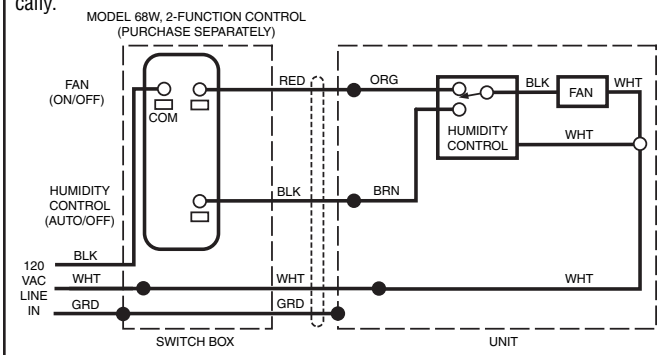 cally.
MODEL 68W, 2-FUNCTION CONTROL
(PURCHASE SEPARATELY)
FAN
(ON/OFF)
COM
RED
ORG
BLK
FAN
WHT
HUMIDITY
CONTROL
WHT
HUMIDITY
CONTROL
(AUTO/OFF)
BLK
BRN
120
VAC
LINE
IN
BLK
WHT
WHT
WHT
GRD
GRD
SWITCH BOX
UNIT